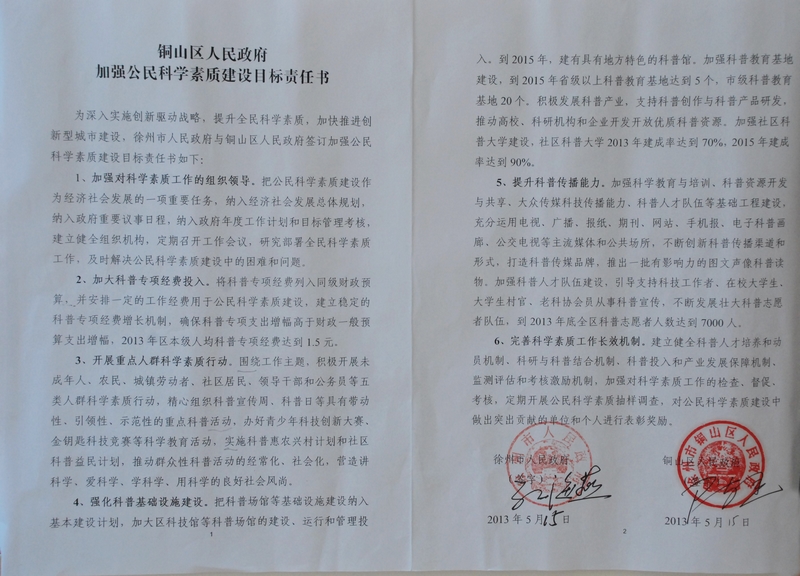 铜山区人民政府
加强公民科学素质建设目标责任书
为深入实施创新驱动战略，提升全民科学素质，加快推进创
新型城市建设，徐州市人民政府与铜山区人民政府签订加强公民
科学素质建设目标责任书如下：
1、加强对科学素质工作的组织领导。把公民科学素质建设作
为经济社会发展的一项重要任务，纳入经济社会发展总体规划，
纳入政府重要议事日程，纳入政府年度工作计划和目标管理考核，
建立健全组织机构，定期召开工作会议，研究部署全民科学素质
工作，及时解决公民科学素质建设中的困难和问题。
2、加大科普专项经费投入。将科普专项经费列入同级财政预
算，并安排一定的工作经费用于公民科学素质建设，建立稳定的
科普专项经费增长机制，确保科普专项支出增幅高于财政一般预
算支出增幅，2013年区本级人均科普专项经费达到1.5元。
3、开展重点人群科学素质行动。围绕工作主题，积极开展未
成年人、农民、城镇劳动者、社区居民，领导干部和公务员等五
类人群科学素质行动，精心组织科普宣传周、科普日等具有带动
性、引领性、示范性的重点科普活动，办好青少年科技创新大赛、
金钥匙科技竞赛等科学教育活动，实施科普惠农兴村计划和社区
科普益民计划，推动群众性科普活动的经常化、社会化，营造讲
科学、爱科学、学科学、用科学的良好社会风尚。
4、强化科普基础设施建设。把科普场馆等基础设施建设纳入
基本建设计划，加大区科技馆等科普场馆的建设、运行和管理投
1
入。到2015年，建有具有地方特色的科普馆。加强科普教育基地
建设，到2015年省级以上科普教育基地达到5个，市级科普教育
基地20个。积极发展科普产业，支持科普创作与科普产品研发，
推动高校、科研机构和企业开发开放优质科普资源。加强社区科
普大学建设，社区科普大学2013年建成率达到70%，2015年建成
率达到90%。
5、提升科普传播能力。加强科学教育与培训、科普资源开发
与共享、大众传媒科技传播能力、科普人才队伍等基础工程建设，
充分运用电视、广播、报纸、期刊、网站、手机报、电子科普画
廊、公交电视等主流媒体和公共场所，不断创新科普传播渠道和
形式，打造科普传媒品牌，推出一批有影响力的图文声像科普读
物。加强科普人才队伍建设，引导支持科技工作者、在校大学生、
大学生村官、老科协会员从事科普宣传，不断发展壮大科普志愿
者队伍，到2013年底全区科普志愿者人数达到7000人。
6、完善科学素质工作长效机制。建立健全科普人才培养和动
员机制、科研与科普结合机制、科普投入和产业发展保障机制、
监测评估和考核激励机制，加强对科学素质工作的检查、督促、
考核，定期开展公民科学素质抽样调查，对公民科学素质建设中
做出突出贡献的单位和个人进行表彰奖励。
徐州市人民政府 铜山区人民政府
2013年5月15日 2013年5月15日
2